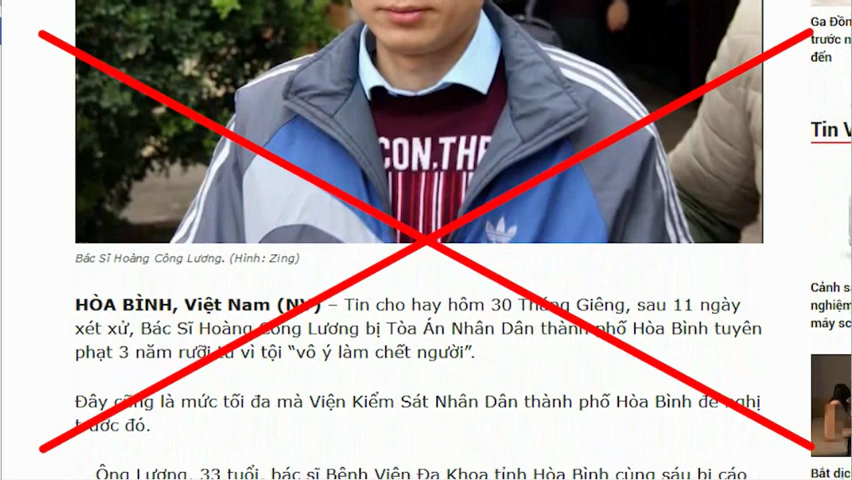 Ga Đồn
trước n
đến
CON.THE
Tin V
Bác Sĩ Hoàng Công Lương. (Hình: Zing)
HÒA BÌNH, Việt Nam (NV) – Tin cho hay hôm 30 Tháng Giêng, sau 11 ngày
xét xử, Bác Sĩ Hoàng Công Lương bị Tòa Án Nhân Dân thành phố Hòa Bình tuyên
phạt 3 năm rưỡi tù vì tội “vô ý làm chết người”.
Đây cũng là mức tối đa mà Viện Kiểm Sát Nhân Dân thành phố Hòa Bình đề nghị
trước đó.
Ông Lương, 33 tuổi, bác sĩ Bệnh Viện Đa Khoa tỉnh Hòa Bình cùng sáu bị cáo
Cảnh s
nghiệm
máy sc
Bắt dịc